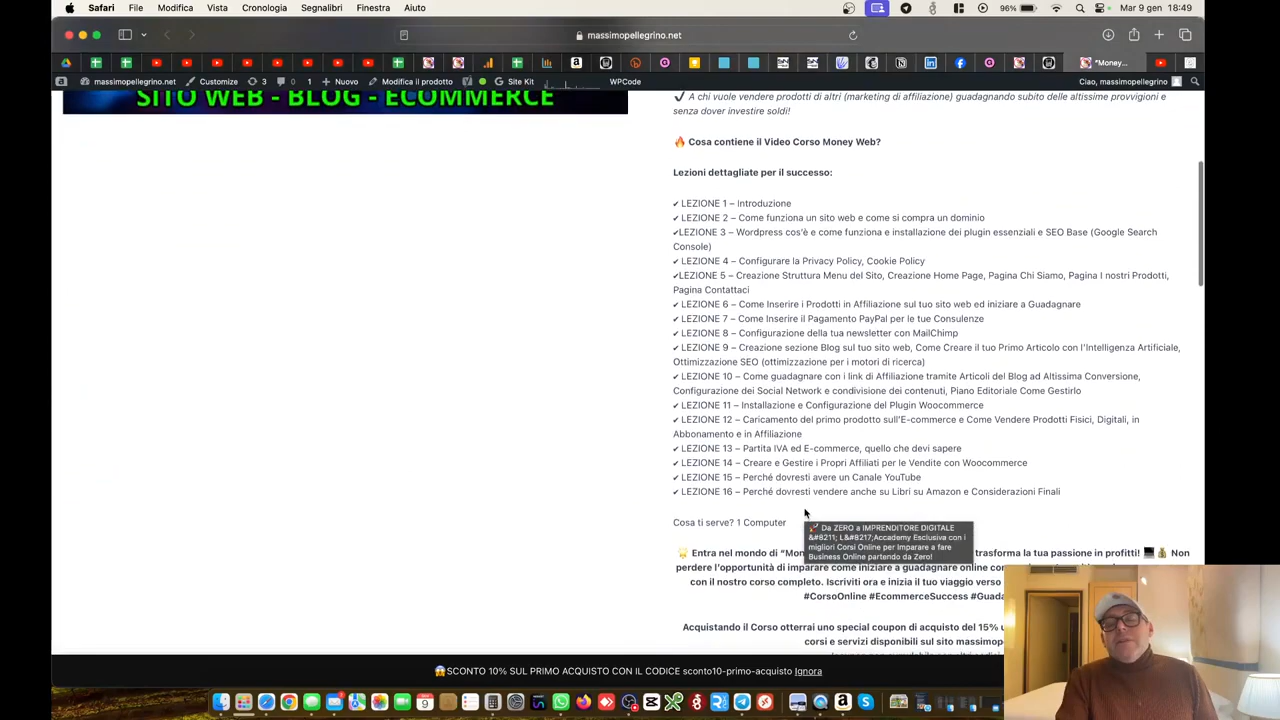 Safari File Modifica Vista Cronologia Segnalibri Finestra Aiuto 96% Mar 9 gen 18:49
massimopellegrino.net
*Money...
massimopellegrino.net Customize 3 0 1 Nuovo Modifica il prodotto Site Kit WPCode Ciao, massimopellegrino
SITO WEB - BLOG - ECOMMERCE
✔ A chi vuole vendere prodotti di altri (marketing di affiliazione) guadagnando subito delle altissime provvigioni e
senza dover investire soldi!
🔥 Cosa contiene il Video Corso Money Web?
Lezioni dettagliate per il successo:
✔ LEZIONE 1 – Introduzione
✔ LEZIONE 2 – Come funziona un sito web e come si compra un dominio
✔LEZIONE 3 – Wordpress cos'è e come funziona e installazione dei plugin essenziali e SEO Base (Google Search
Console)
✔ LEZIONE 4 – Configurare la Privacy Policy, Cookie Policy
✔LEZIONE 5 – Creazione Struttura Menu del Sito, Creazione Home Page, Pagina Chi Siamo, Pagina I nostri Prodotti,
Pagina Contattaci
✔ LEZIONE 6 – Come Inserire i Prodotti in Affiliazione sul tuo sito web ed iniziare a Guadagnare
✔ LEZIONE 7 – Come Inserire il Pagamento PayPal per le tue Consulenze
✔ LEZIONE 8 – Configurazione della tua newsletter con MailChimp
✔ LEZIONE 9 – Creazione sezione Blog sul tuo sito web, Come Creare il tuo Primo Articolo con l'Intelligenza Artificiale,
Ottimizzazione SEO (ottimizzazione per i motori di ricerca)
✔ LEZIONE 10 – Come guadagnare con i link di Affiliazione tramite Articoli del Blog ad Altissima Conversione,
Configurazione dei Social Network e condivisione dei contenuti, Piano Editoriale Come Gestirlo
✔ LEZIONE 11 – Installazione e Configurazione del Plugin Woocommerce
✔ LEZIONE 12 – Caricamento del primo prodotto sull'E-commerce e Come Vendere Prodotti Fisici, Digitali, in
Abbonamento e in Affiliazione
✔ LEZIONE 13 – Partita IVA ed E-commerce, quello che devi sapere
✔ LEZIONE 14 – Creare e Gestire i Propri Affiliati per le Vendite con Woocommerce
✔ LEZIONE 15 – Perché dovresti avere un Canale YouTube
✔ LEZIONE 16 – Perché dovresti vendere anche su Libri su Amazon e Considerazioni Finali
Cosa ti serve? 1 Computer
🚀 Da ZERO a IMPRENDITORE DIGITALE
&#8211; L&#8217;Accademy Esclusiva con i
migliori Corsi Online per Imparare a fare
Business Online partendo da Zero!
Entra nel mondo di “Mon trasforma la tua passione in profitti! Non
perdere l’opportunità di imparare come iniziare a guadagnare online con
con il nostro corso completo. Iscriviti ora e inizia il tuo viaggio verso
#CorsoOnline #EcommerceSuccess #Guada
Acquistando il Corso otterrai uno special coupon di acquisto del 15%
corsi e servizi disponibili sul sito massimop
😱SCONTO 10% SUL PRIMO ACQUISTO CON IL CODICE sconto10-primo-acquisto Ignora